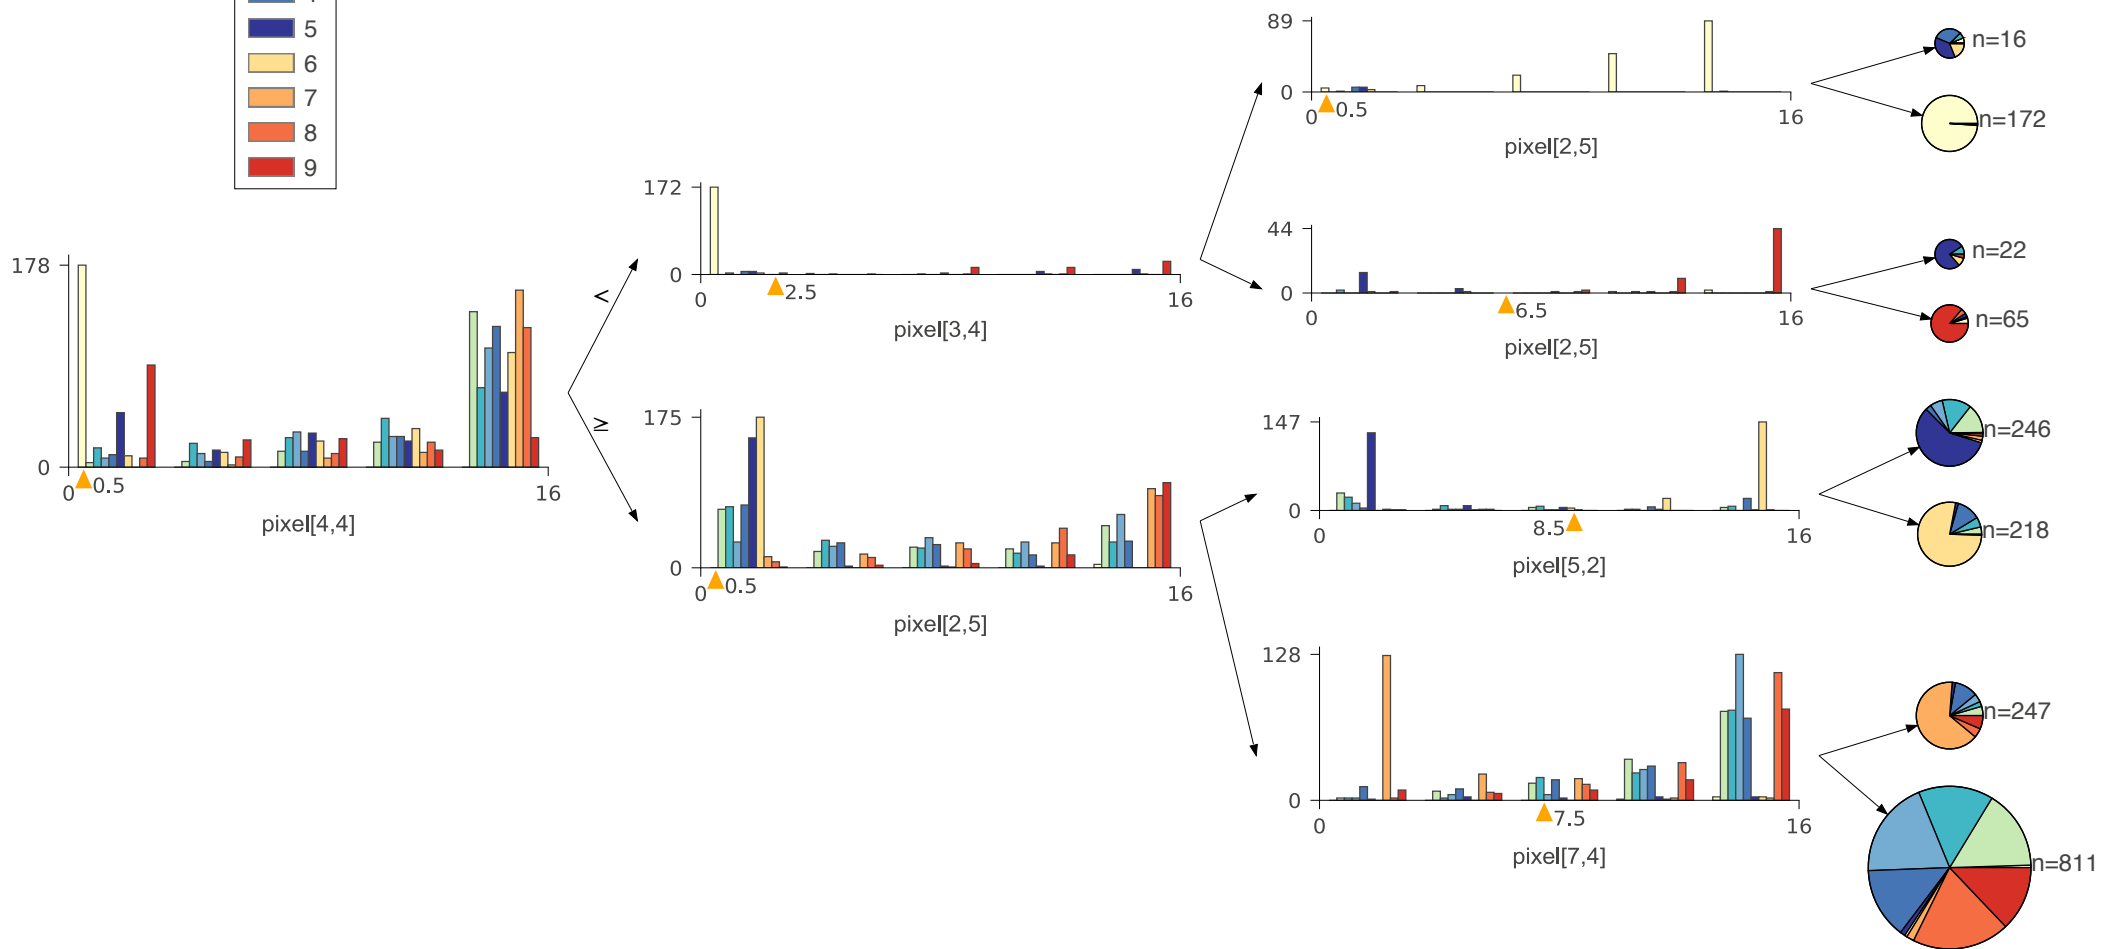 5
6
7
8
9
178
0
0
0.5
16
pixel[4,4]
<
≥
172
0
0
2.5
16
pixel[3,4]
175
0
0
0.5
16
pixel[2,5]
89
0
0
0.5
16
pixel[2,5]
44
0
0
6.5
16
pixel[2,5]
147
0
0
8.5
16
pixel[5,2]
128
0
0
7.5
16
pixel[7,4]
n=16
n=172
n=22
n=65
n=246
n=218
n=247
n=811